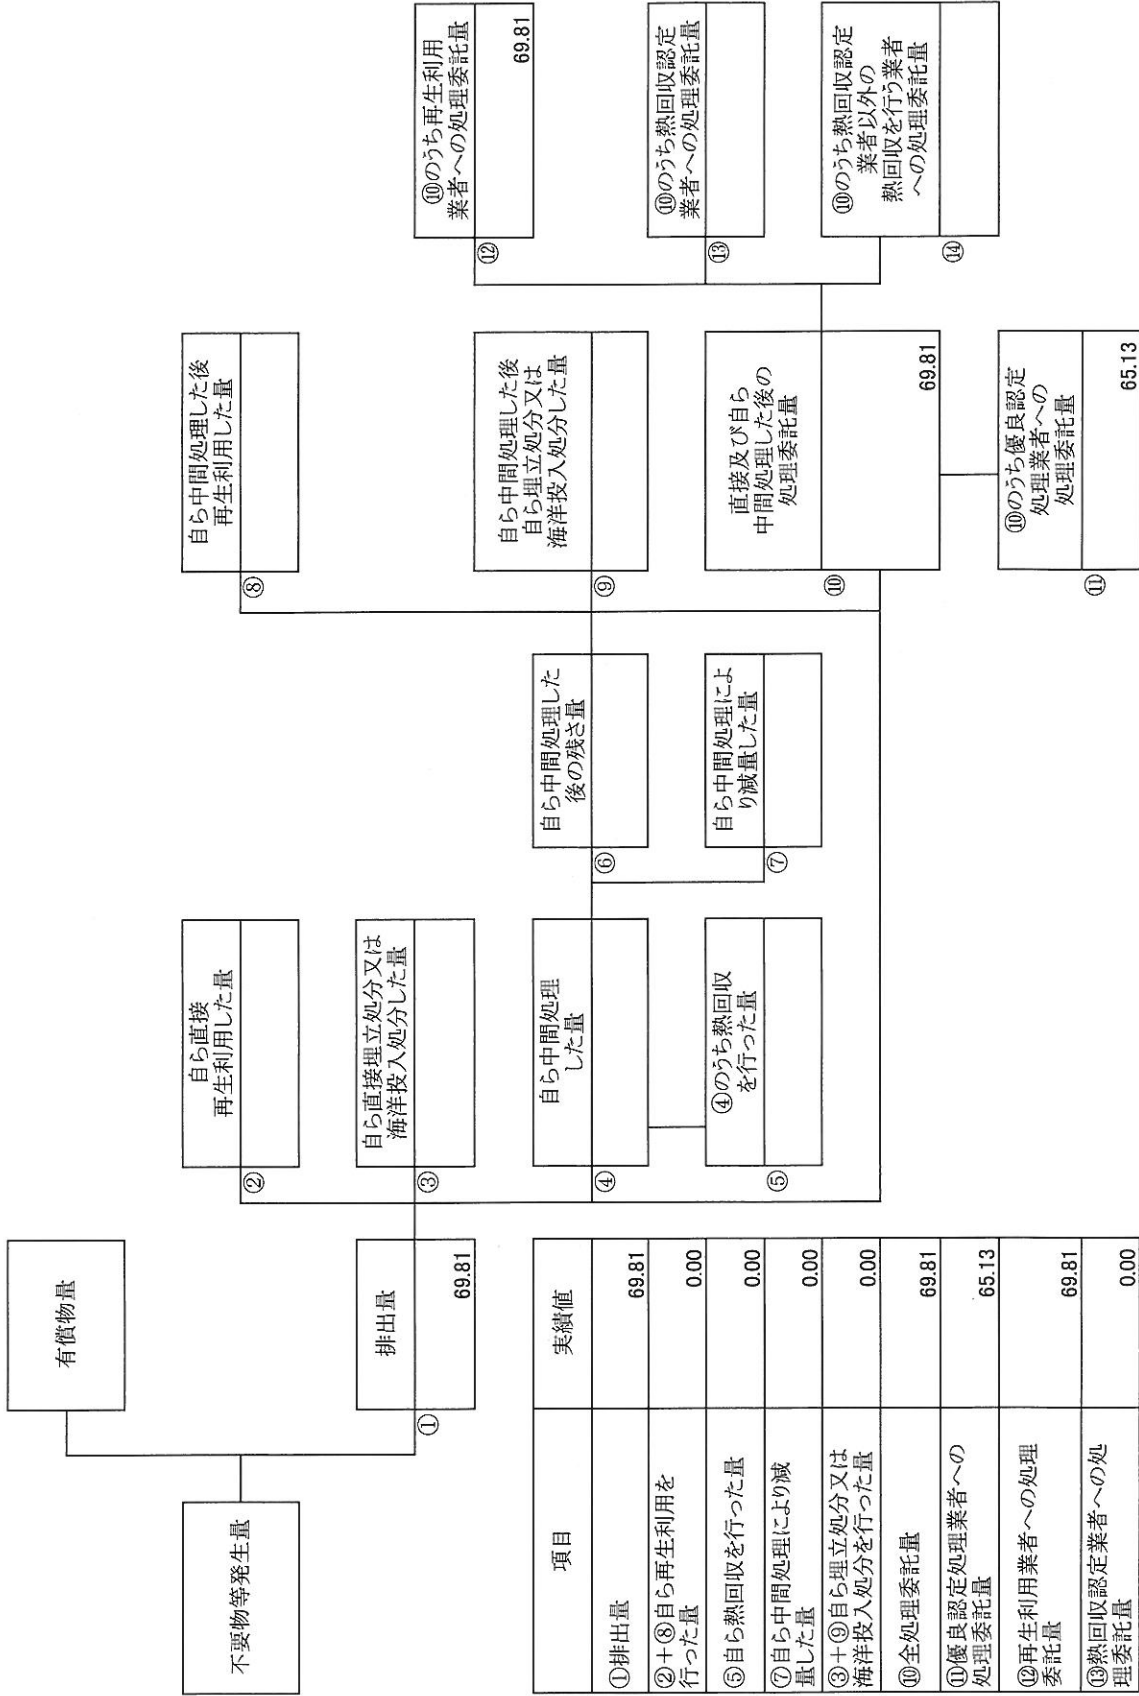 不要物等発生量
有償物量
①
排出量
69.81
②
自ら直接
再生利用した量
③
自ら直接埋立処分又は
海洋投入処分した量
④
自ら中間処理
した量
⑤
④のうち熱回収
を行った量
⑥
自ら中間処理した
後の残さ量
⑦
自ら中間処理によ
り減量した量
⑧
自ら中間処理した後
再生利用した量
⑨
自ら中間処理した後
自ら埋立処分又は
海洋投入処分した量
⑩
直接及び自ら
中間処理した後の
処理委託量
69.81
⑪
⑩のうち優良認定
処理業者への
処理委託量
65.13
⑫
⑩のうち再生利用
業者への処理委託量
69.81
⑬
⑩のうち熱回収認定
業者への処理委託量
⑭
⑩のうち熱回収認定
業者以外の
熱回収を行う業者
への処理委託量
項目 実績値
①排出量 69.81
②+⑧自ら再生利用を
行った量 0.00
⑤自ら熱回収を行った量 0.00
⑦自ら中間処理により減
量した量 0.00
③+⑨自ら埋立処分又は
海洋投入処分を行った量 0.00
⑩全処理委託量 69.81
⑪優良認定処理業者への
処理委託量 65.13
⑫再生利用業者への処理
委託量 69.81
⑬熱回収認定業者への処
理委託量 0.00